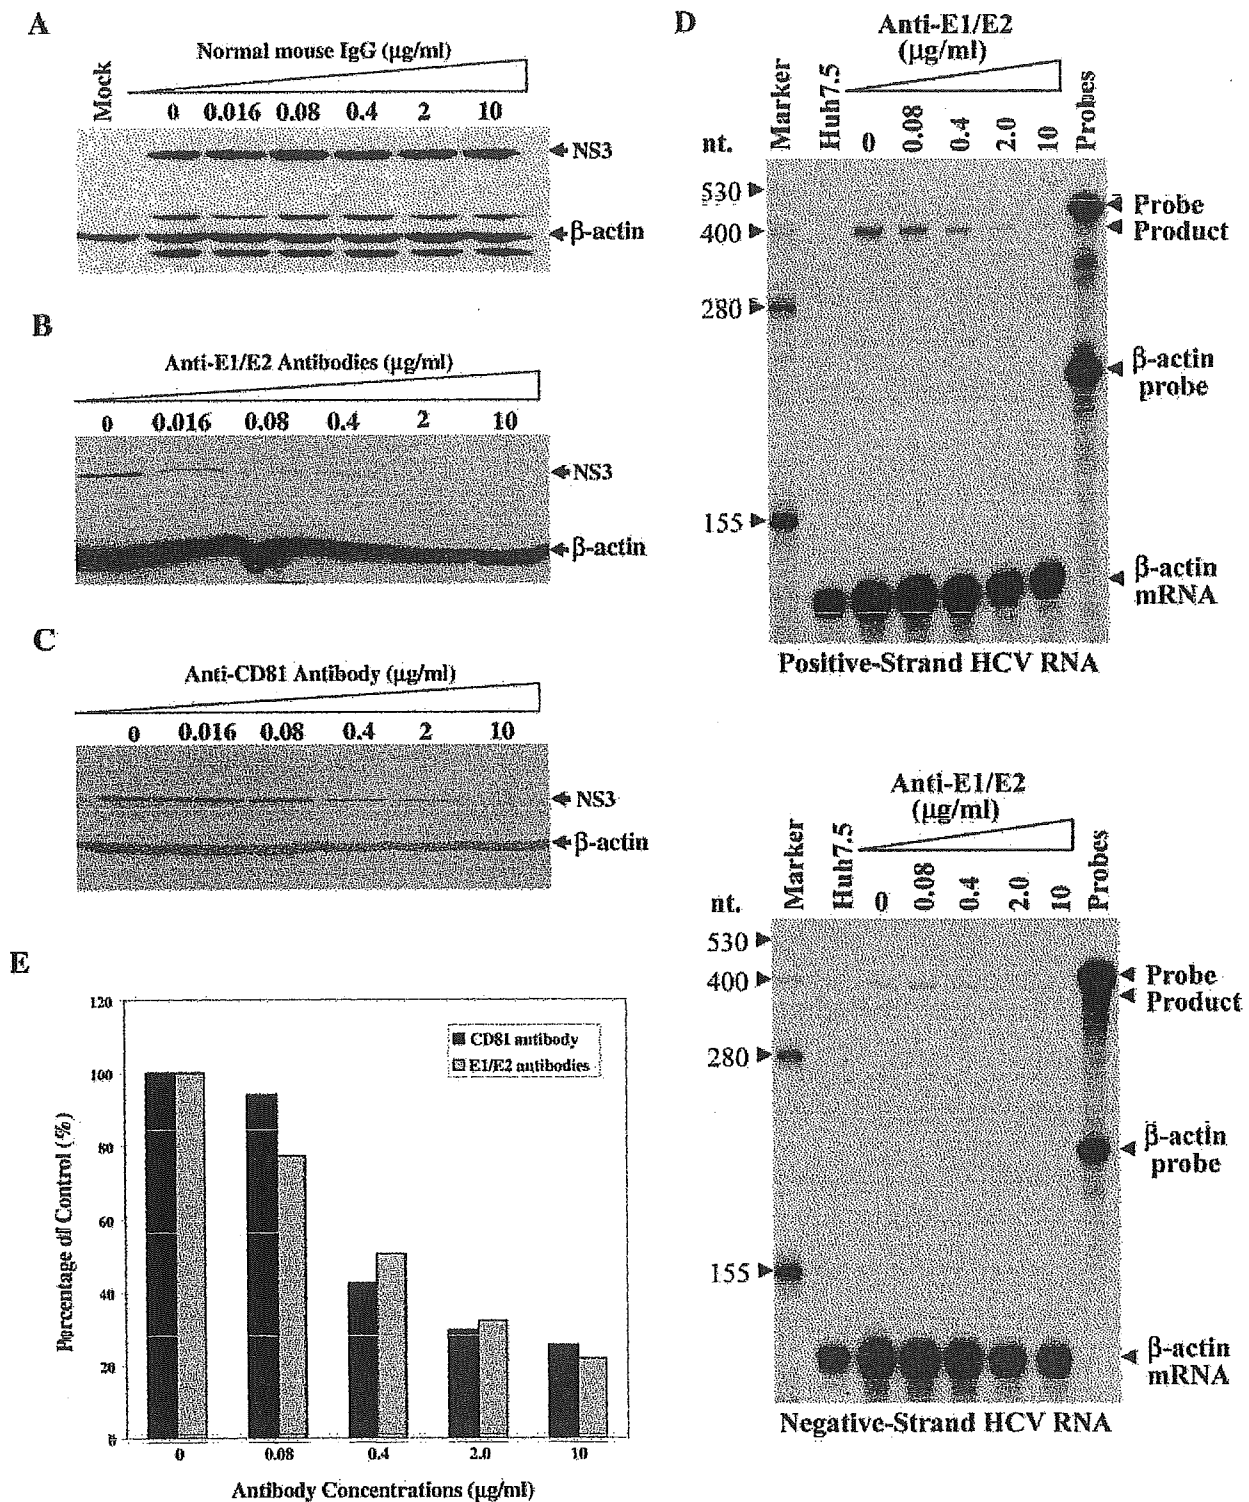 A
Normal mouse IgG (µg/ml)
Mock
0 0.016 0.08 0.4 2 10
NS3
β-actin
B
Anti-E1/E2 Antibodies (µg/ml)
0 0.016 0.08 0.4 2 10
NS3
β-actin
C
Anti-CD81 Antibody (µg/ml)
0 0.016 0.08 0.4 2 10
NS3
β-actin
D
Anti-E1/E2
(µg/ml)
Marker Huh7.5 0 0.08 0.4 2.0 10 Probes
nt.
530
400
280
155
Probe
Product
β-actin
probe
β-actin
mRNA
Positive-Strand HCV RNA
Anti-E1/E2
(µg/ml)
Marker Huh7.5 0 0.08 0.4 2.0 10 Probes
nt.
530
400
280
155
Probe
Product
β-actin
probe
β-actin
mRNA
Negative-Strand HCV RNA
E
120
100
80
60
40
20
0
Percentage of Control (%)
CD81 antibody
E1/E2 antibodies
0 0.08 0.4 2.0 10
Antibody Concentrations (µg/ml)